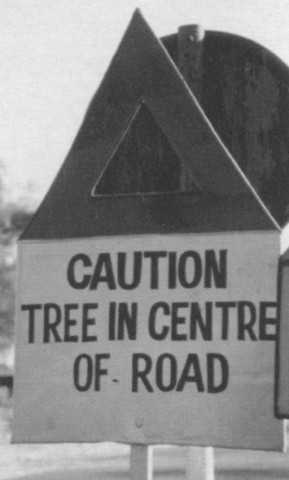 CAUTION
TREE IN CENTRE
OF ROAD